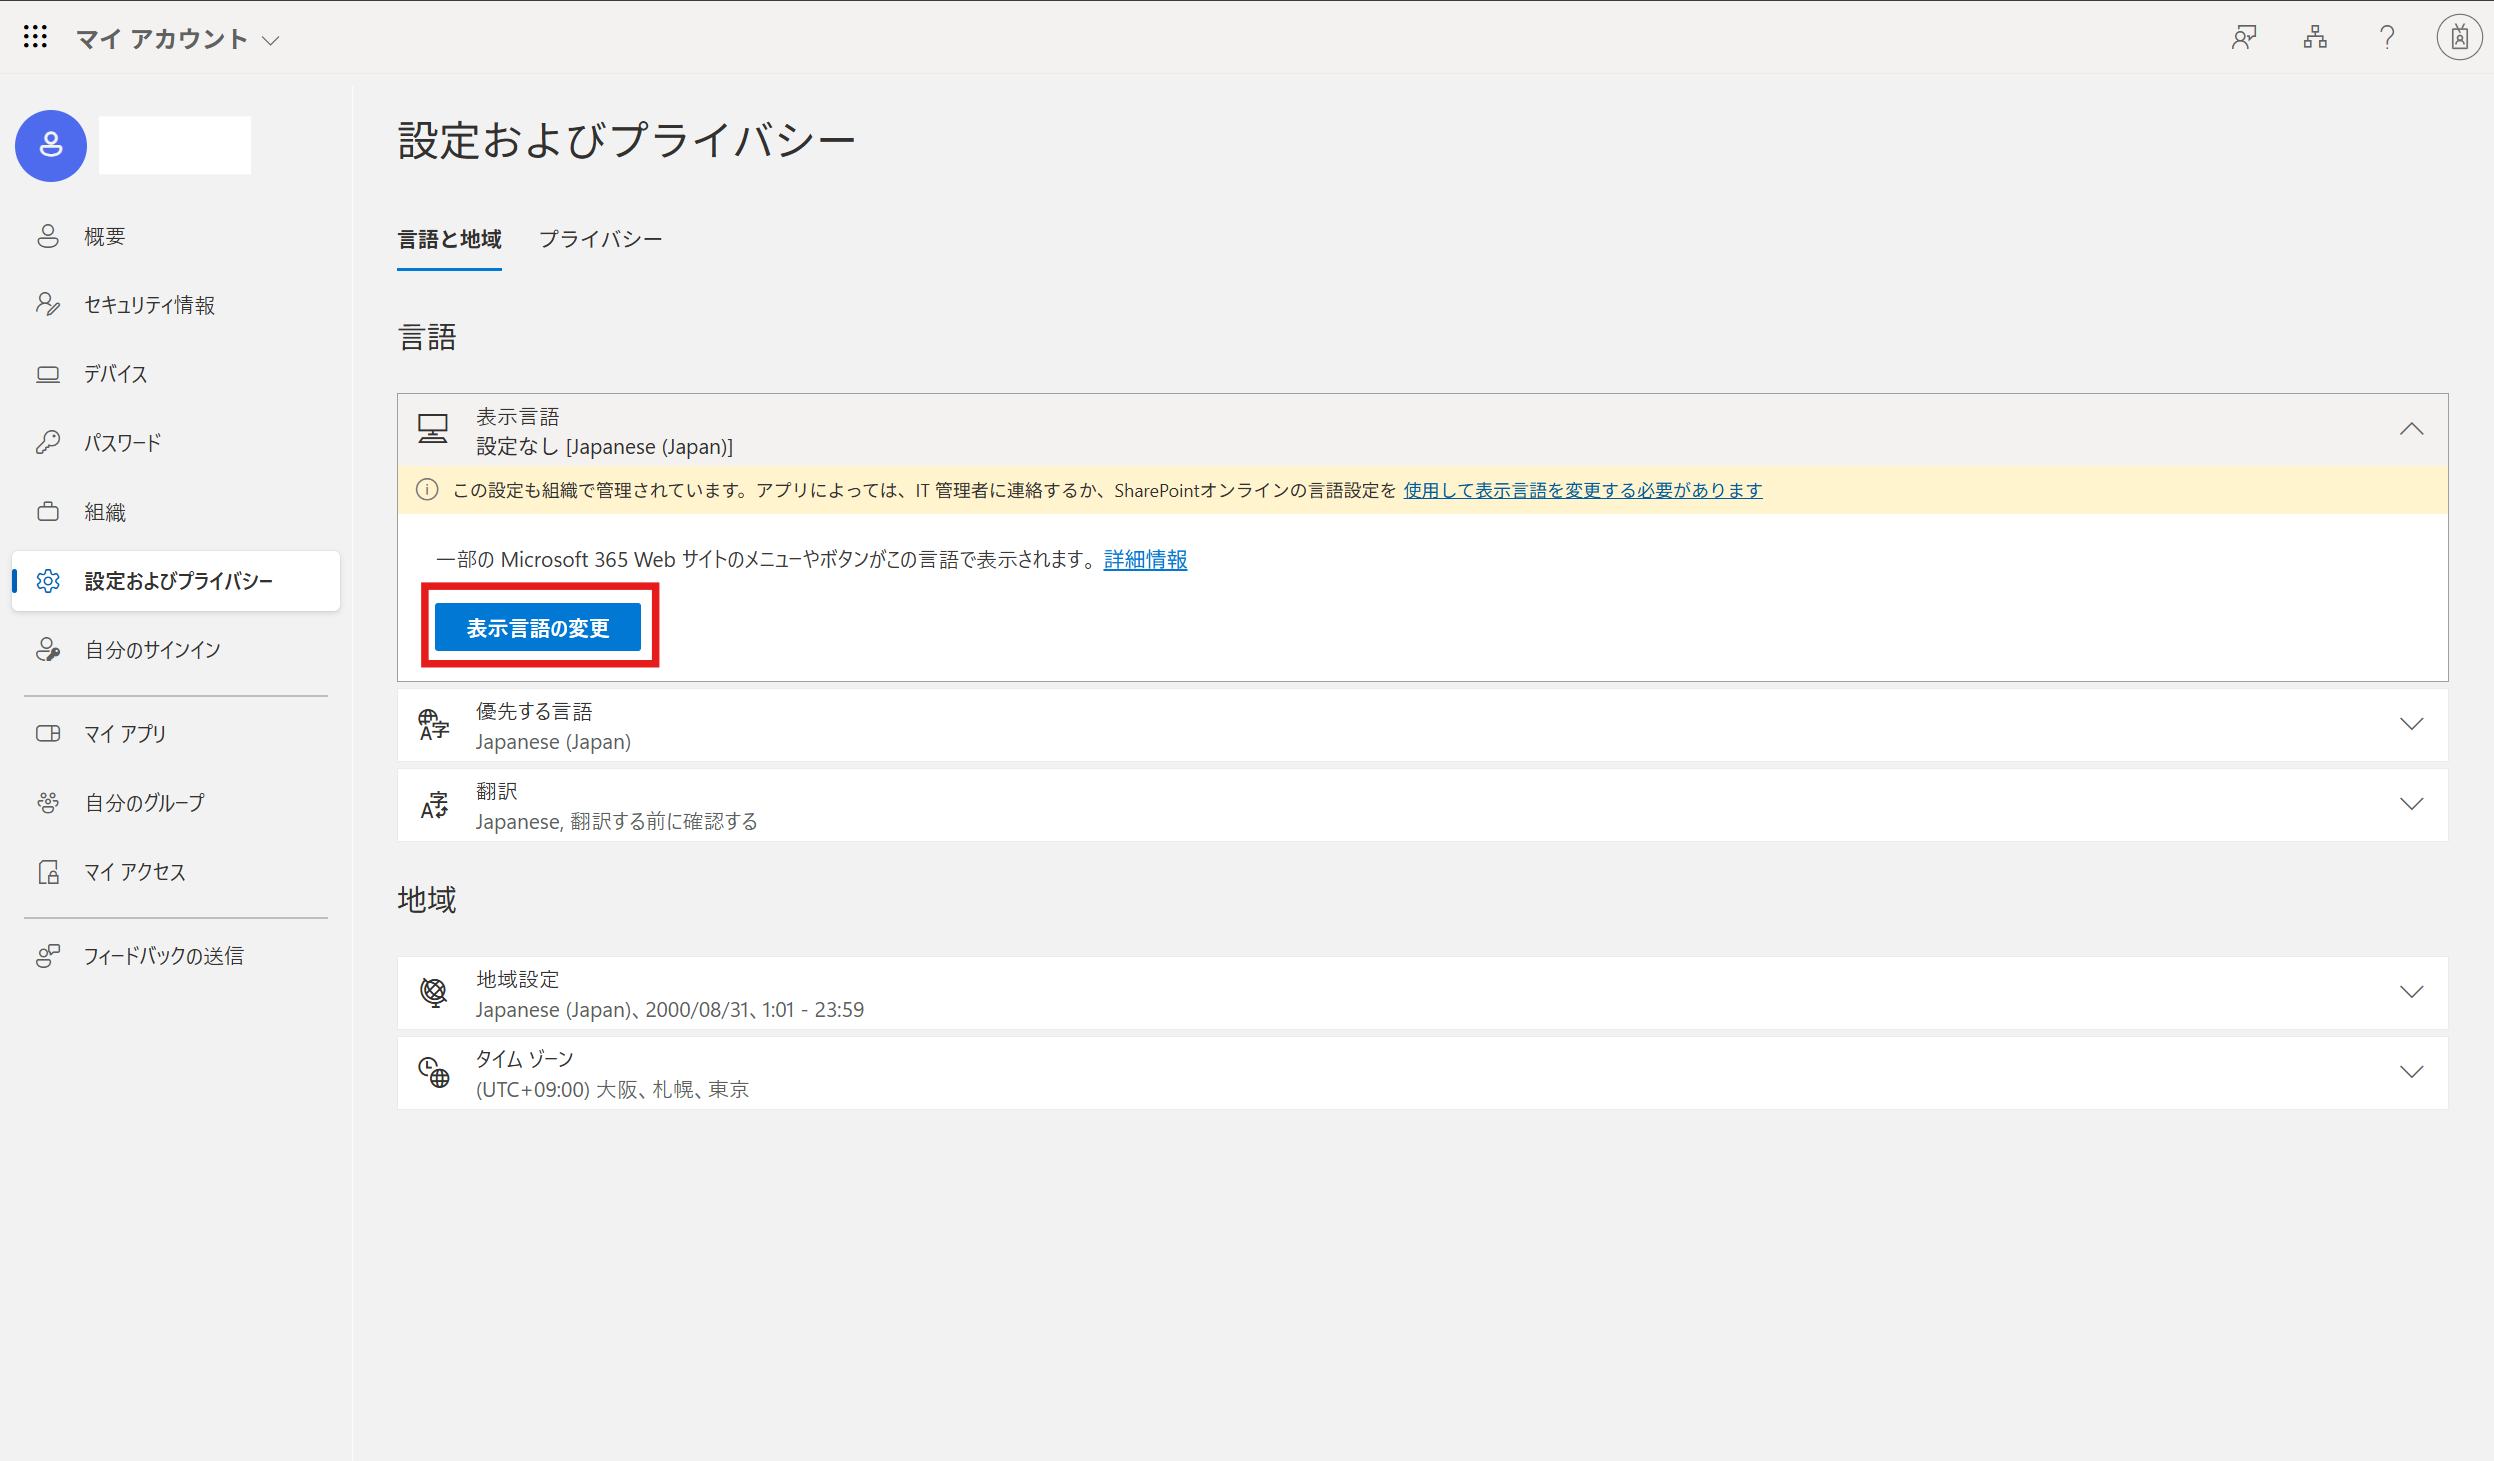 マイ アカウント
概要
セキュリティ情報
デバイス
パスワード
組織
設定およびプライバシー
自分のサインイン
マイ アプリ
自分のグループ
マイ アクセス
フィードバックの送信
設定およびプライバシー
言語と地域 プライバシー
言語
表示言語
設定なし [Japanese (Japan)]
この設定も組織で管理されています。アプリによっては、IT 管理者に連絡するか、SharePointオンラインの言語設定を 使用して表示言語を変更する必要があります
一部の Microsoft 365 Web サイトのメニューやボタンがこの言語で表示されます。 詳細情報
表示言語の変更
優先する言語
Japanese (Japan)
翻訳
Japanese, 翻訳する前に確認する
地域
地域設定
Japanese (Japan)、2000/08/31、1:01 - 23:59
タイム ゾーン
(UTC+09:00) 大阪、札幌、東京